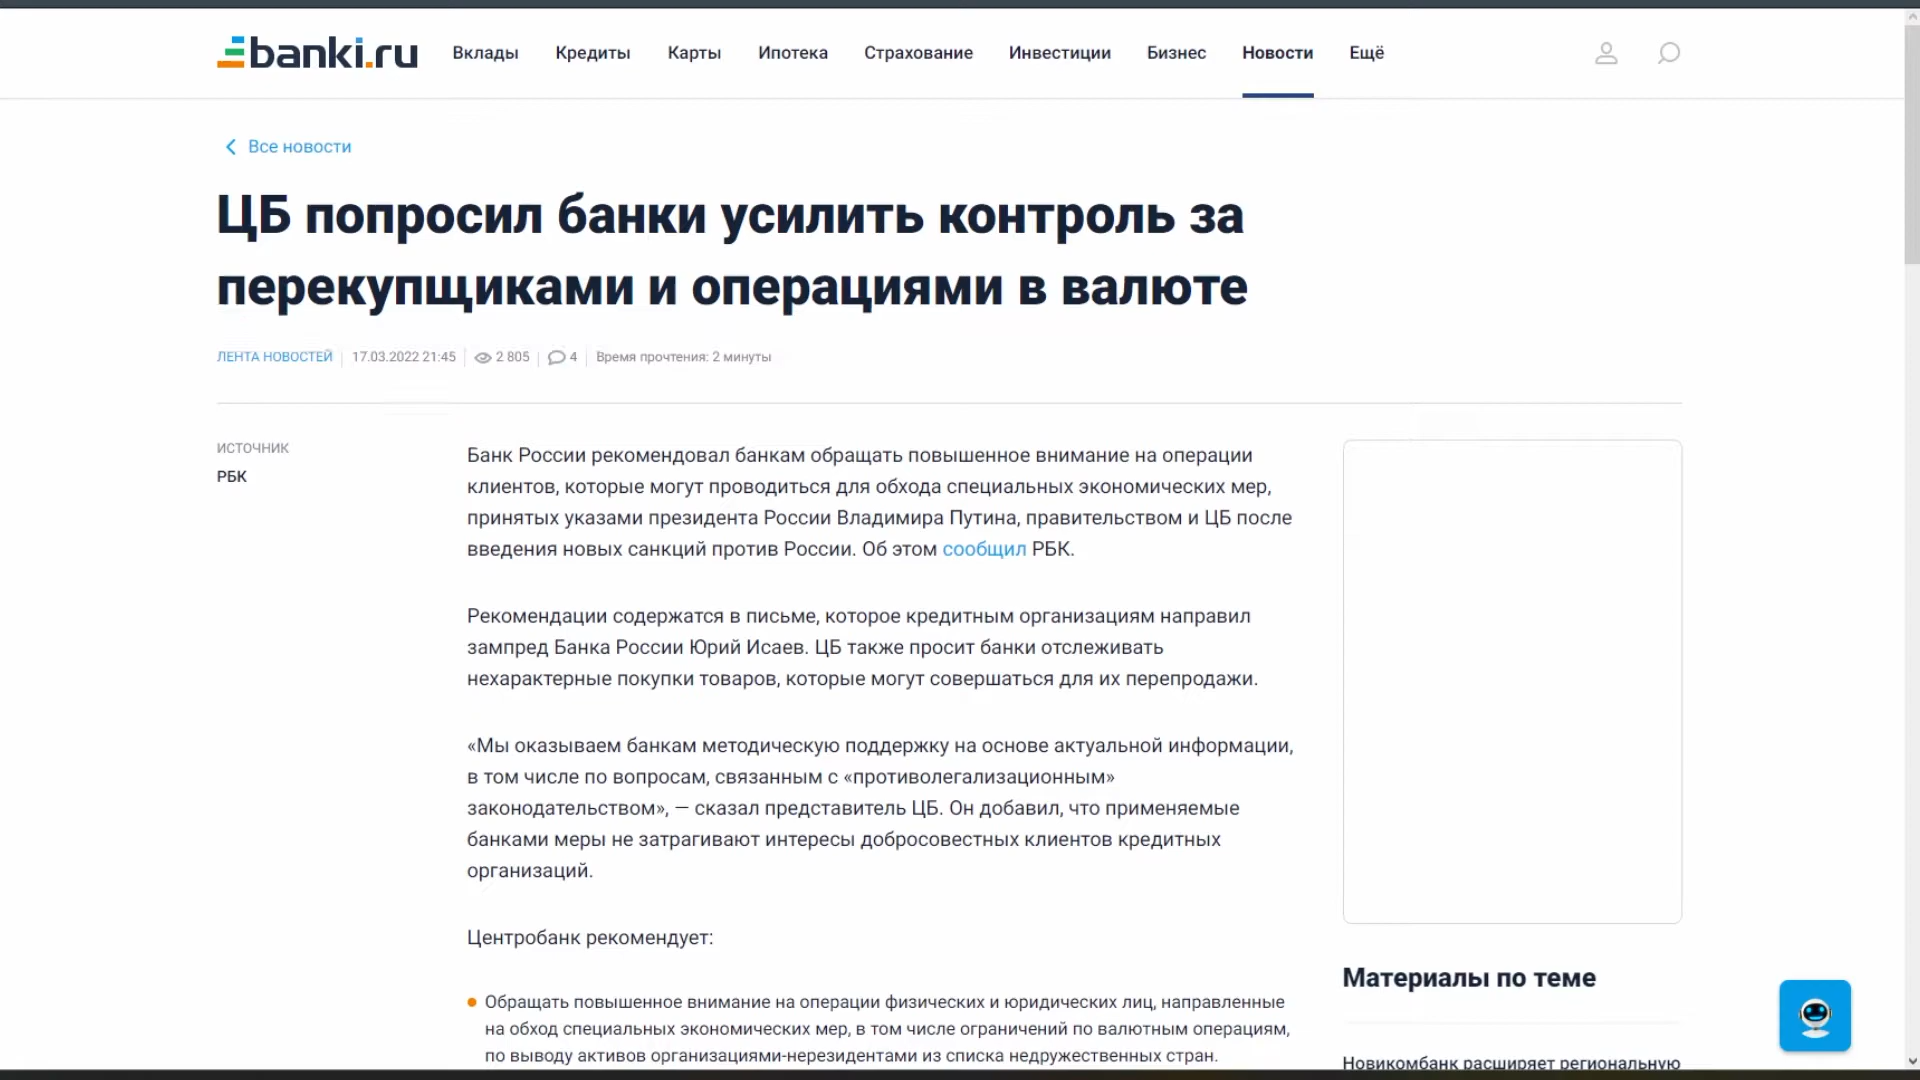 banki.ru
Вклады Кредиты Карты Ипотека Страхование Инвестиции Бизнес Новости Ещё
Все новости
ЦБ попросил банки усилить контроль за
перекупщиками и операциями в валюте
ЛЕНТА НОВОСТЕЙ 17.03.2022 21:45 2 805 4 Время прочтения: 2 минуты
ИСТОЧНИК
РБК
Банк России рекомендовал банкам обращать повышенное внимание на операции
клиентов, которые могут проводиться для обхода специальных экономических мер,
принятых указами президента России Владимира Путина, правительством и ЦБ после
введения новых санкций против России. Об этом сообщил РБК.
Рекомендации содержатся в письме, которое кредитным организациям направил
зампред Банка России Юрий Исаев. ЦБ также просит банки отслеживать
нехарактерные покупки товаров, которые могут совершаться для их перепродажи.
«Мы оказываем банкам методическую поддержку на основе актуальной информации,
в том числе по вопросам, связанным с «противолегализационным»
законодательством», — сказал представитель ЦБ. Он добавил, что применяемые
банками меры не затрагивают интересы добросовестных клиентов кредитных
организаций.
Центробанк рекомендует:
Обращать повышенное внимание на операции физических и юридических лиц, направленные
на обход специальных экономических мер, в том числе ограничений по валютным операциям,
по выводу активов организациями-нерезидентами из списка недружественных стран.
Материалы по теме
Новикомбанк расширяет региональную